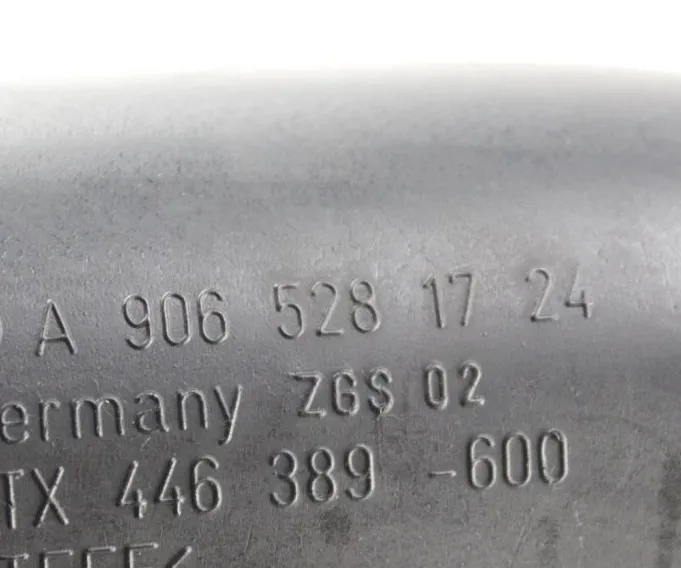 A 906 528 17 24
ermany ZGS 02
TX 446 389 -600